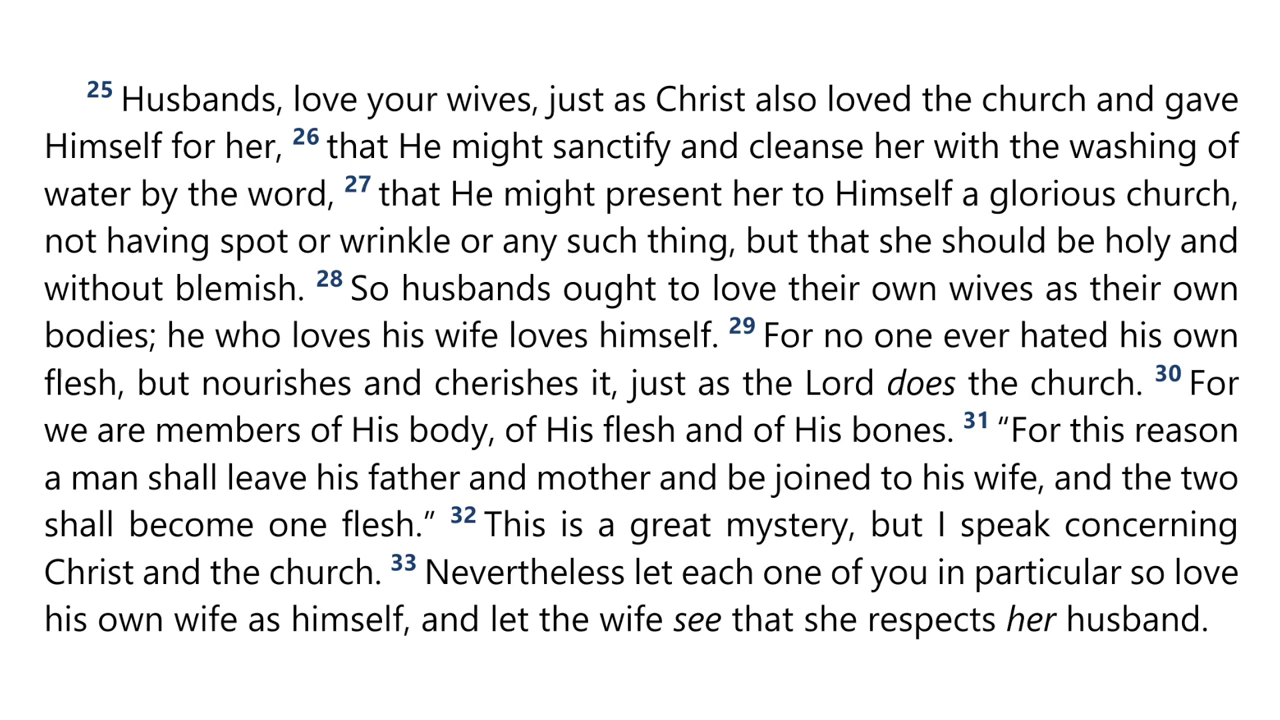 25 Husbands, love your wives, just as Christ also loved the church and gave
Himself for her, 26 that He might sanctify and cleanse her with the washing of
water by the word, 27 that He might present her to Himself a glorious church,
not having spot or wrinkle or any such thing, but that she should be holy and
without blemish. 28 So husbands ought to love their own wives as their own
bodies; he who loves his wife loves himself. 29 For no one ever hated his own
flesh, but nourishes and cherishes it, just as the Lord does the church. 30 For
we are members of His body, of His flesh and of His bones. 31 “For this reason
a man shall leave his father and mother and be joined to his wife, and the two
shall become one flesh.” 32 This is a great mystery, but I speak concerning
Christ and the church. 33 Nevertheless let each one of you in particular so love
his own wife as himself, and let the wife see that she respects her husband.